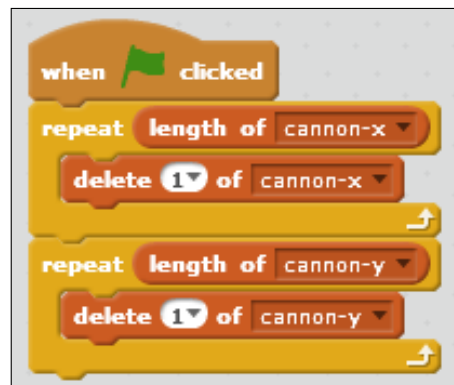 when clicked
repeat length of cannon-x
delete 1 of cannon-x
repeat length of cannon-y
delete 1 of cannon-y